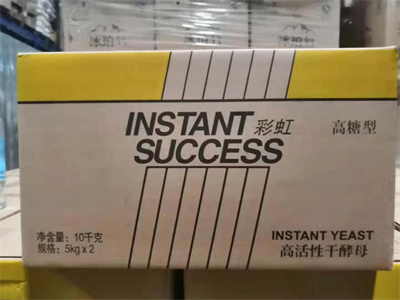 INSTANT 彩虹 高糖型
SUCCESS
净含量：10千克
规格：5kg×2
INSTANT YEAST
高活性干酵母